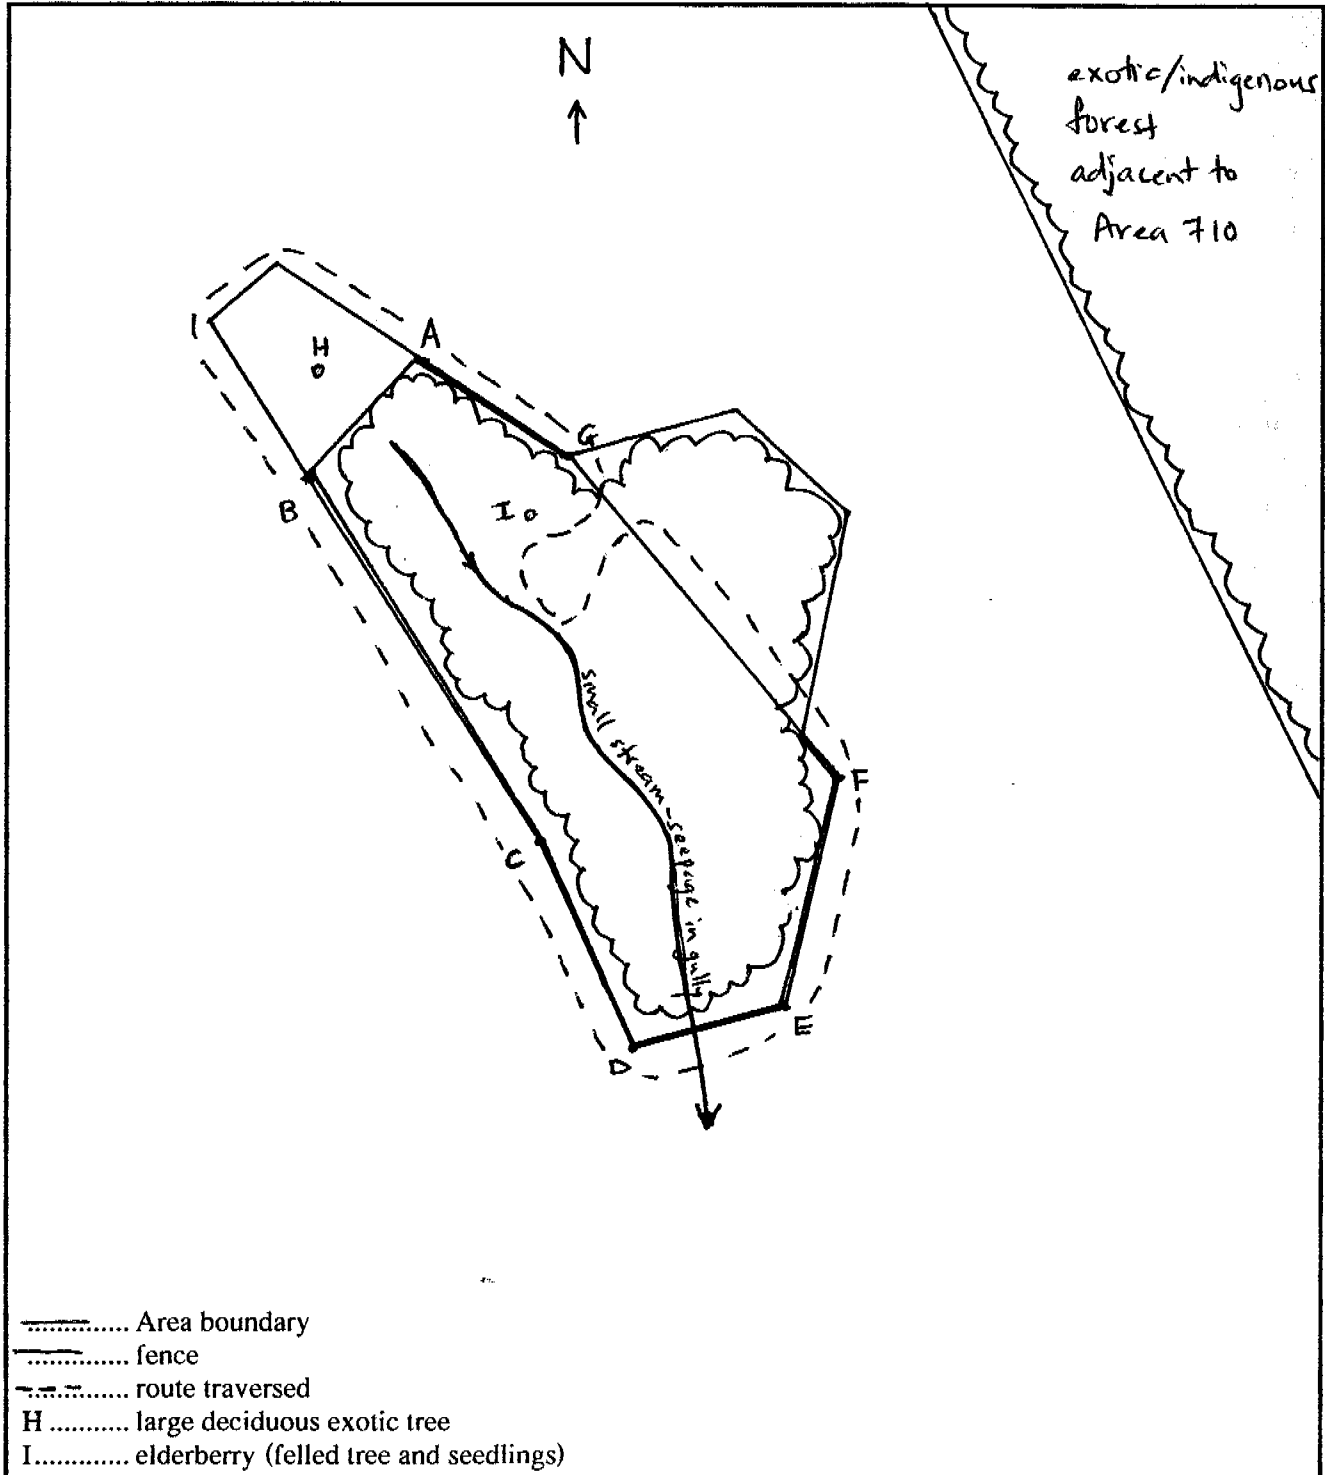 N
exotic/indigenous
forest
adjacent to
Area 710
A
H
G
B
I
small stream - seepage in gully
F
C
E
D
.............. Area boundary
.............. fence
.............. route traversed
H ........... large deciduous exotic tree
I............. elderberry (felled tree and seedlings)